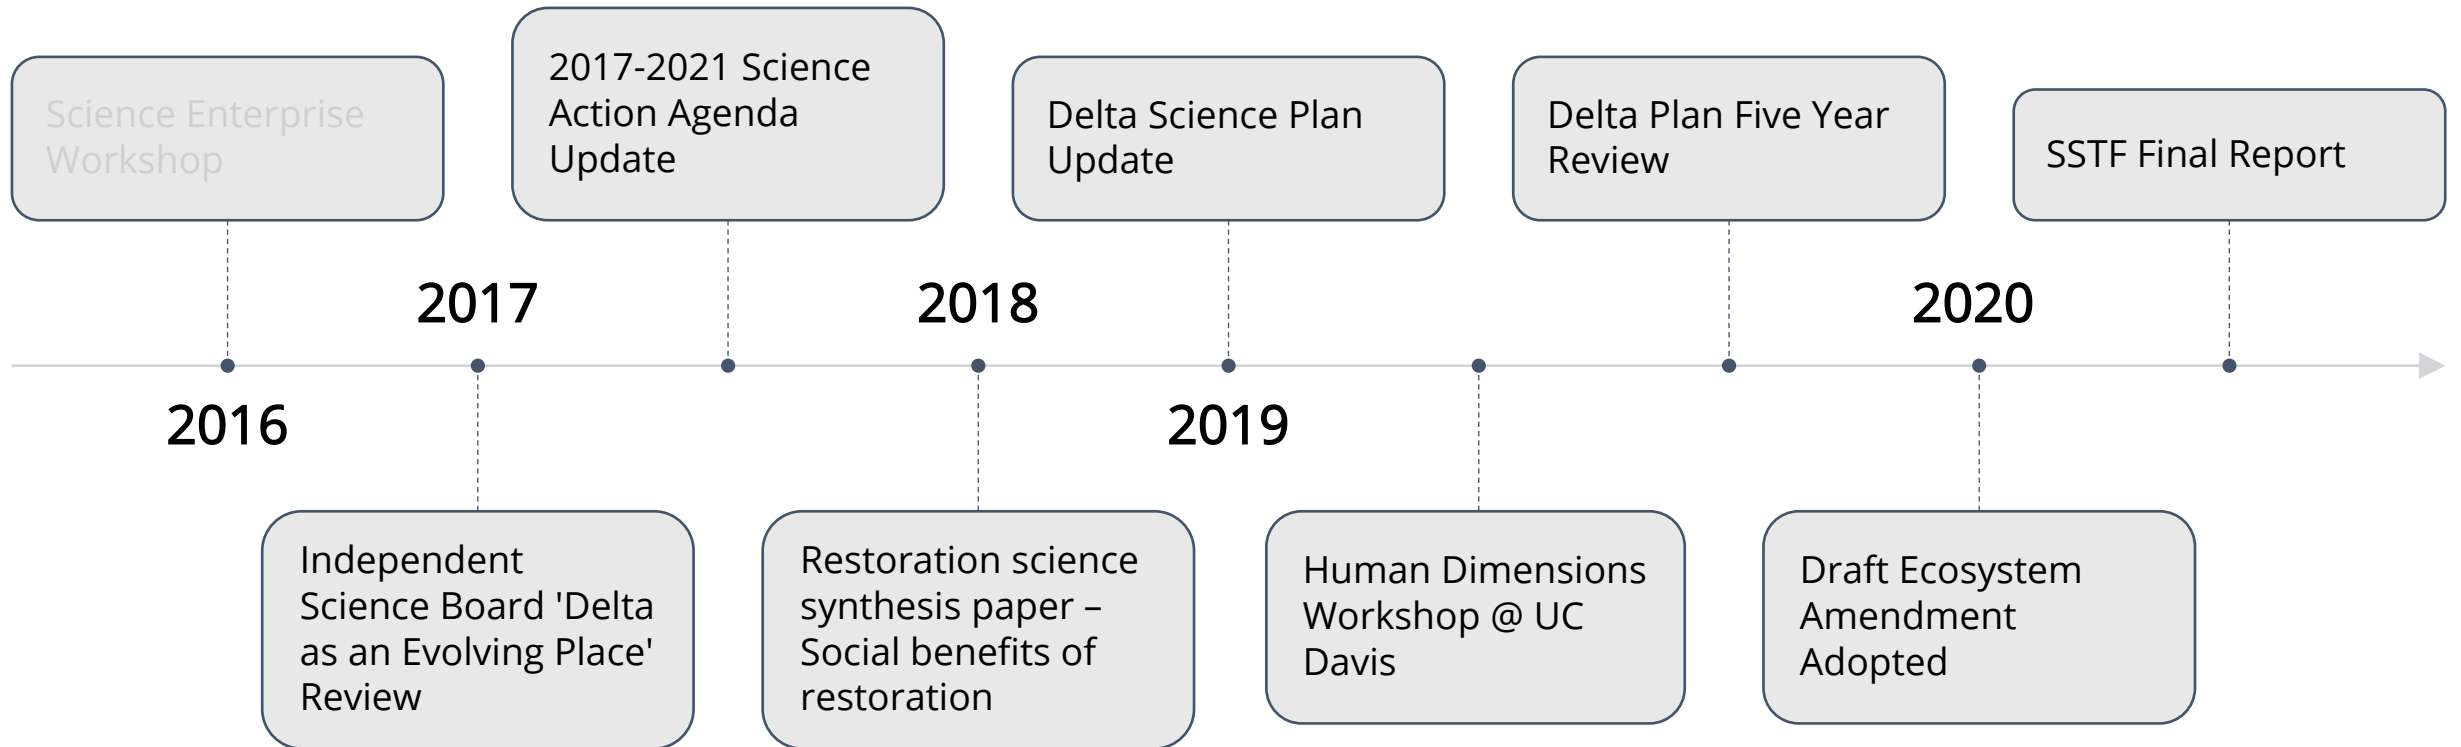 Science Enterprise
Workshop
2017-2021 Science
Action Agenda
Update
Delta Science Plan
Update
Delta Plan Five Year
Review
SSTF Final Report
2017
2018
2020
2016
2019
Independent
Science Board 'Delta
as an Evolving Place'
Review
Restoration science
synthesis paper –
Social benefits of
restoration
Human Dimensions
Workshop @ UC
Davis
Draft Ecosystem
Amendment
Adopted